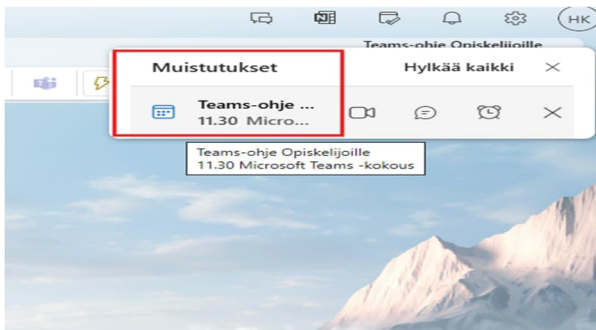 HK
Teams-ohje Opiskelijoille
Muistutukset Hylkää kaikki
Teams-ohje ...
11.30 Micro...
Teams-ohje Opiskelijoille
11.30 Microsoft Teams -kokous